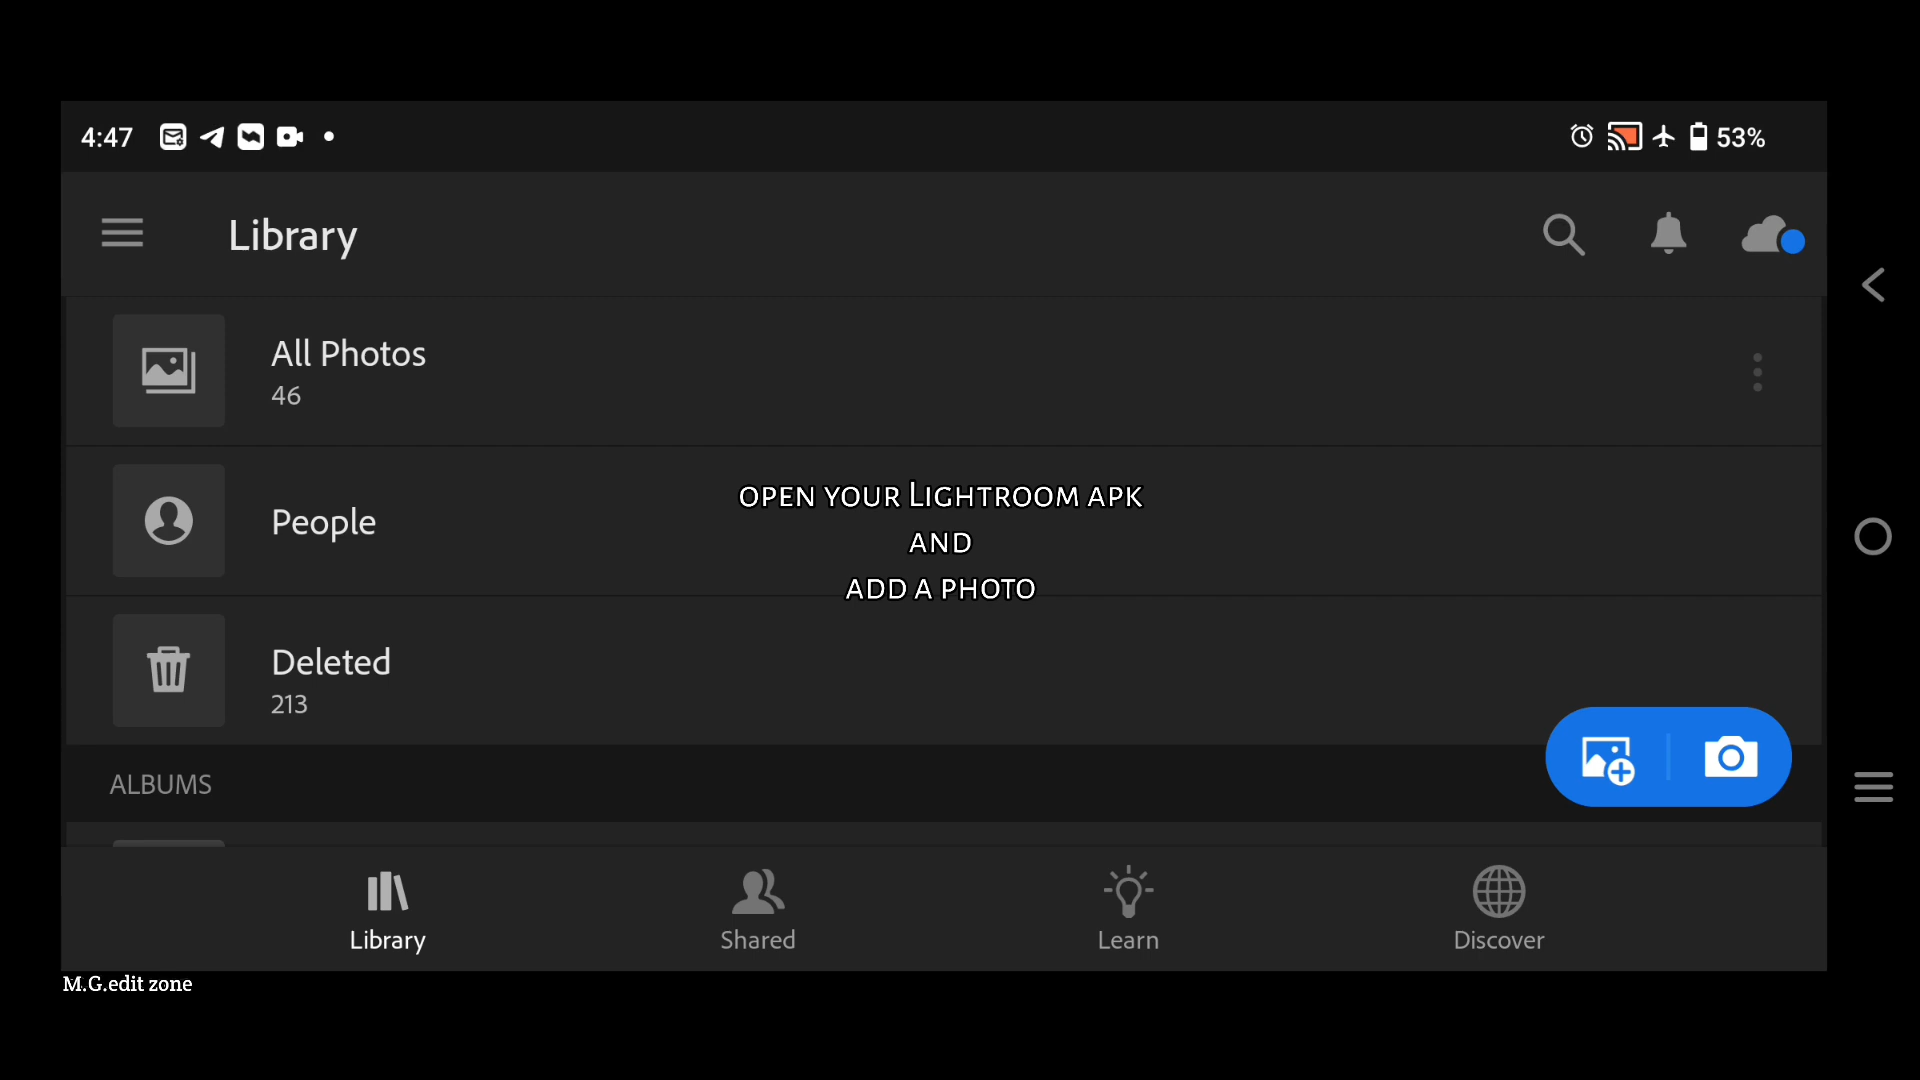 4:47
53%
Library
All Photos
46
People
OPEN YOUR LIGHTROOM APK
AND
ADD A PHOTO
Deleted
213
ALBUMS
Library
Shared
Learn
Discover
M.G.edit zone